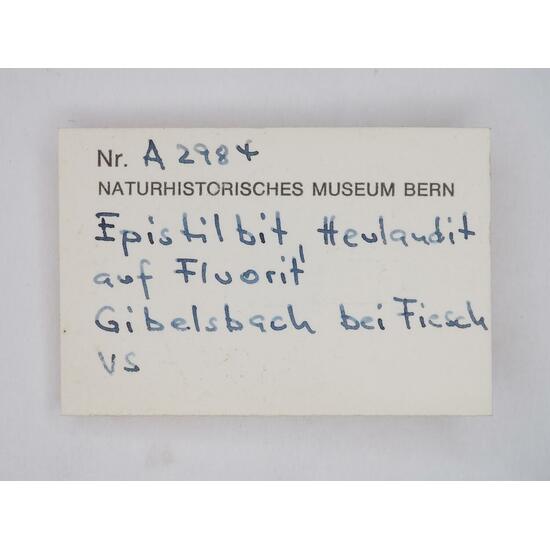 Nr. A 2984
NATURHISTORISCHES MUSEUM BERN
Epistilbit, Heulandit
auf Fluorit
Gibelsbach bei Fiesch
VS